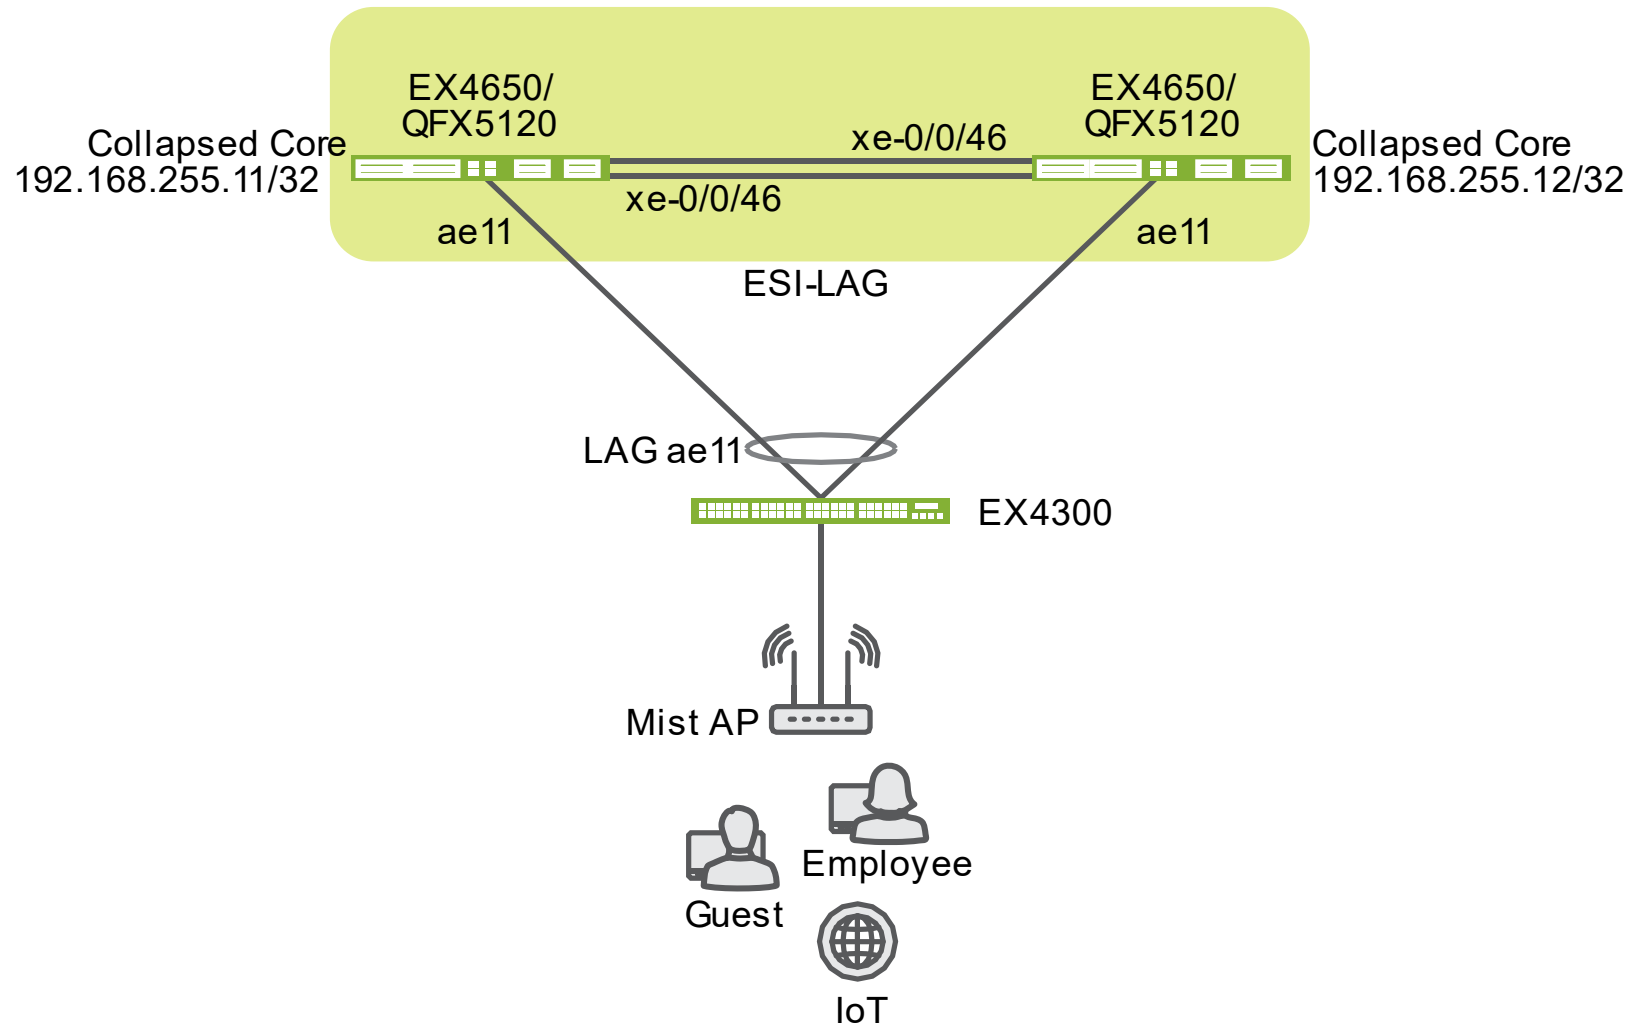 EX4650/
QFX5120
EX4650/
QFX5120
Collapsed Core
192.168.255.11/32
xe-0/0/46
xe-0/0/46
Collapsed Core
192.168.255.12/32
ae11
ae11
ESI-LAG
LAG ae11
EX4300
Mist AP
Employee
Guest
IoT